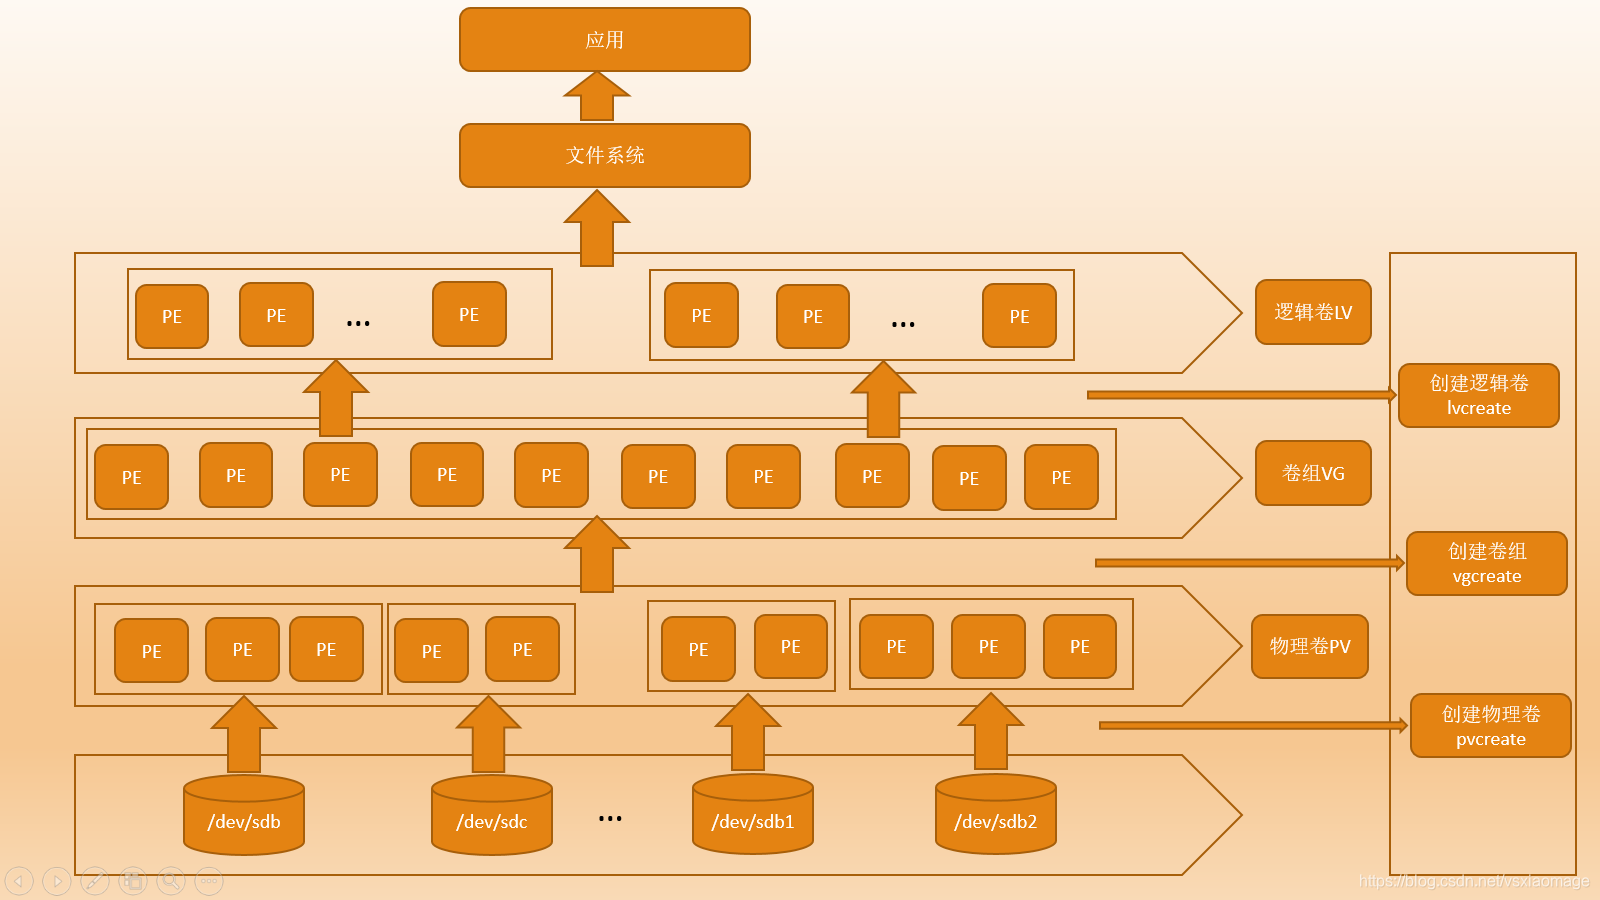 应用
文件系统
PE PE ... PE PE PE ... PE
逻辑卷LV
创建逻辑卷
lvcreate
PE PE PE PE PE PE PE PE PE PE
卷组VG
创建卷组
vgcreate
PE PE PE PE PE PE PE PE PE PE
物理卷PV
创建物理卷
pvcreate
/dev/sdb /dev/sdc ... /dev/sdb1 /dev/sdb2
https://blog.csdn.net/vsxiaomage